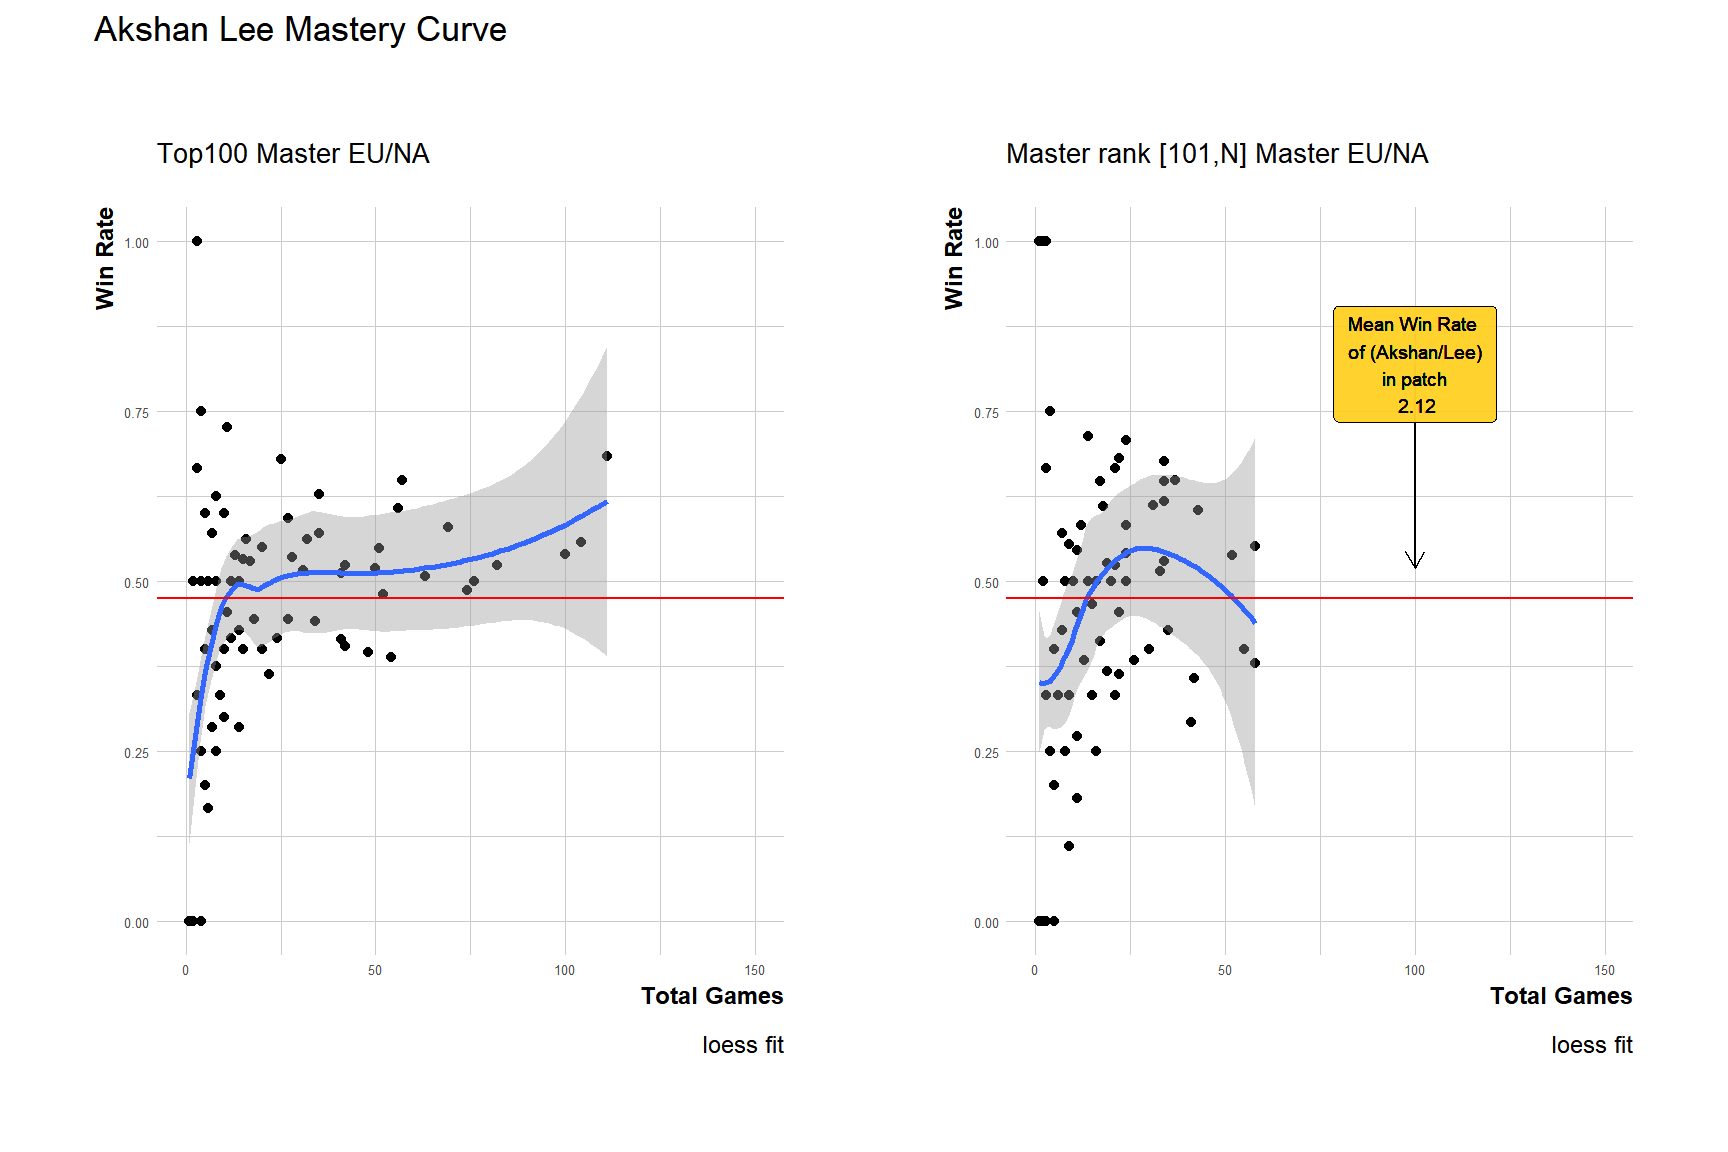 Akshan Lee Mastery Curve
Top100 Master EU/NA
Win Rate
1.00
0.75
0.50
0.25
0.00
0
50
100
150
Total Games
loess fit
Master rank [101,N] Master EU/NA
Win Rate
1.00
0.75
0.50
0.25
0.00
Mean Win Rate
of (Akshan/Lee)
in patch
2.12
0
50
100
150
Total Games
loess fit